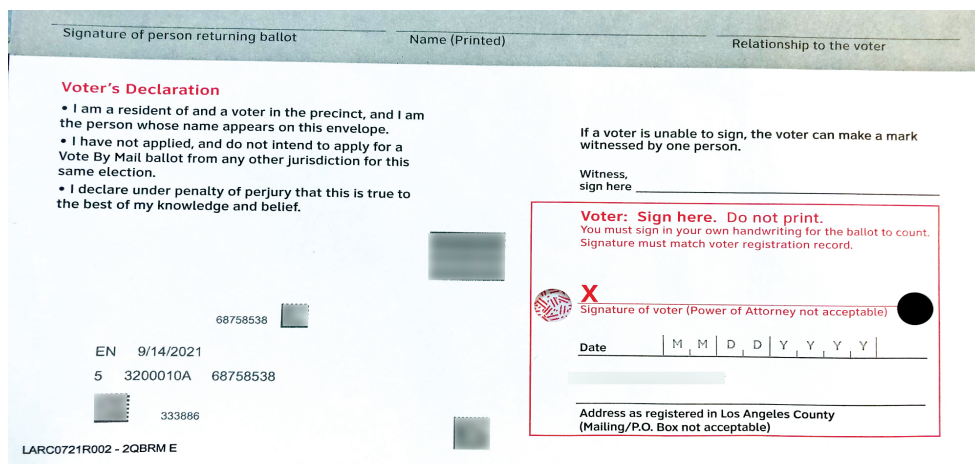 Signature of person returning ballot
Name (Printed)
Relationship to the voter
Voter's Declaration
• I am a resident of and a voter in the precinct, and I am
the person whose name appears on this envelope.
• I have not applied, and do not intend to apply for a
Vote By Mail ballot from any other jurisdiction for this
same election.
• I declare under penalty of perjury that this is true to
the best of my knowledge and belief.
68758538
EN 9/14/2021
5 3200010A 68758538
333886
LARC0721R002 - 2QBRM E
If a voter is unable to sign, the voter can make a mark
witnessed by one person.
Witness,
sign here
Voter: Sign here. Do not print.
You must sign in your own handwriting for the ballot to count.
Signature must match voter registration record.
X
Signature of voter (Power of Attorney not acceptable)
Date M M D D Y Y Y Y
Address as registered in Los Angeles County
(Mailing/P.O. Box not acceptable)